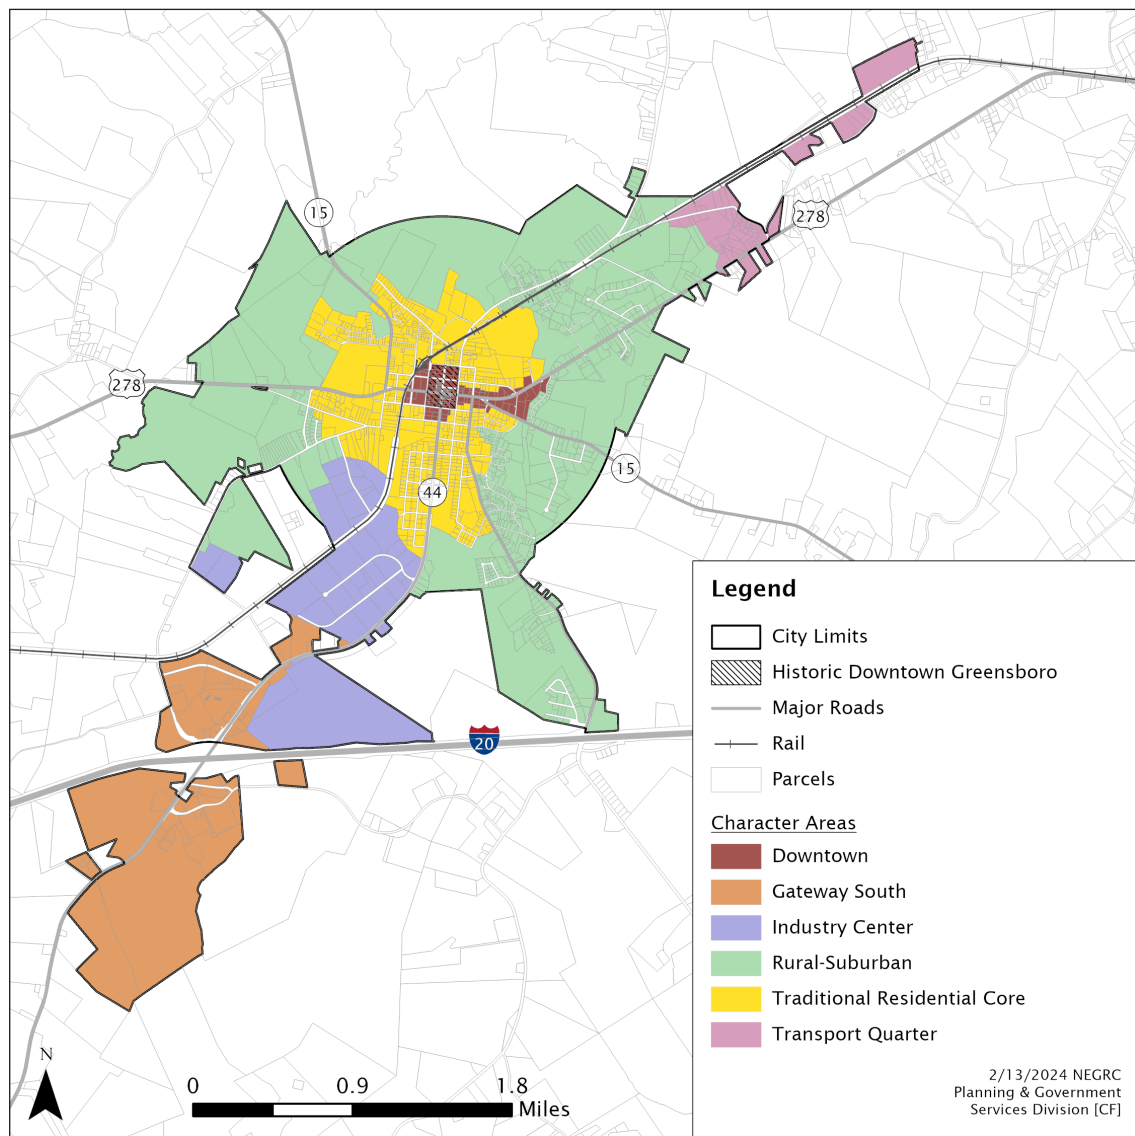 15
278
278
15
44
20
Legend
City Limits
Historic Downtown Greensboro
Major Roads
Rail
Parcels
Character Areas
Downtown
Gateway South
Industry Center
Rural-Suburban
Traditional Residential Core
Transport Quarter
2/13/2024 NEGRC
Planning & Government
Services Division [CF]
N
0 0.9 1.8
Miles